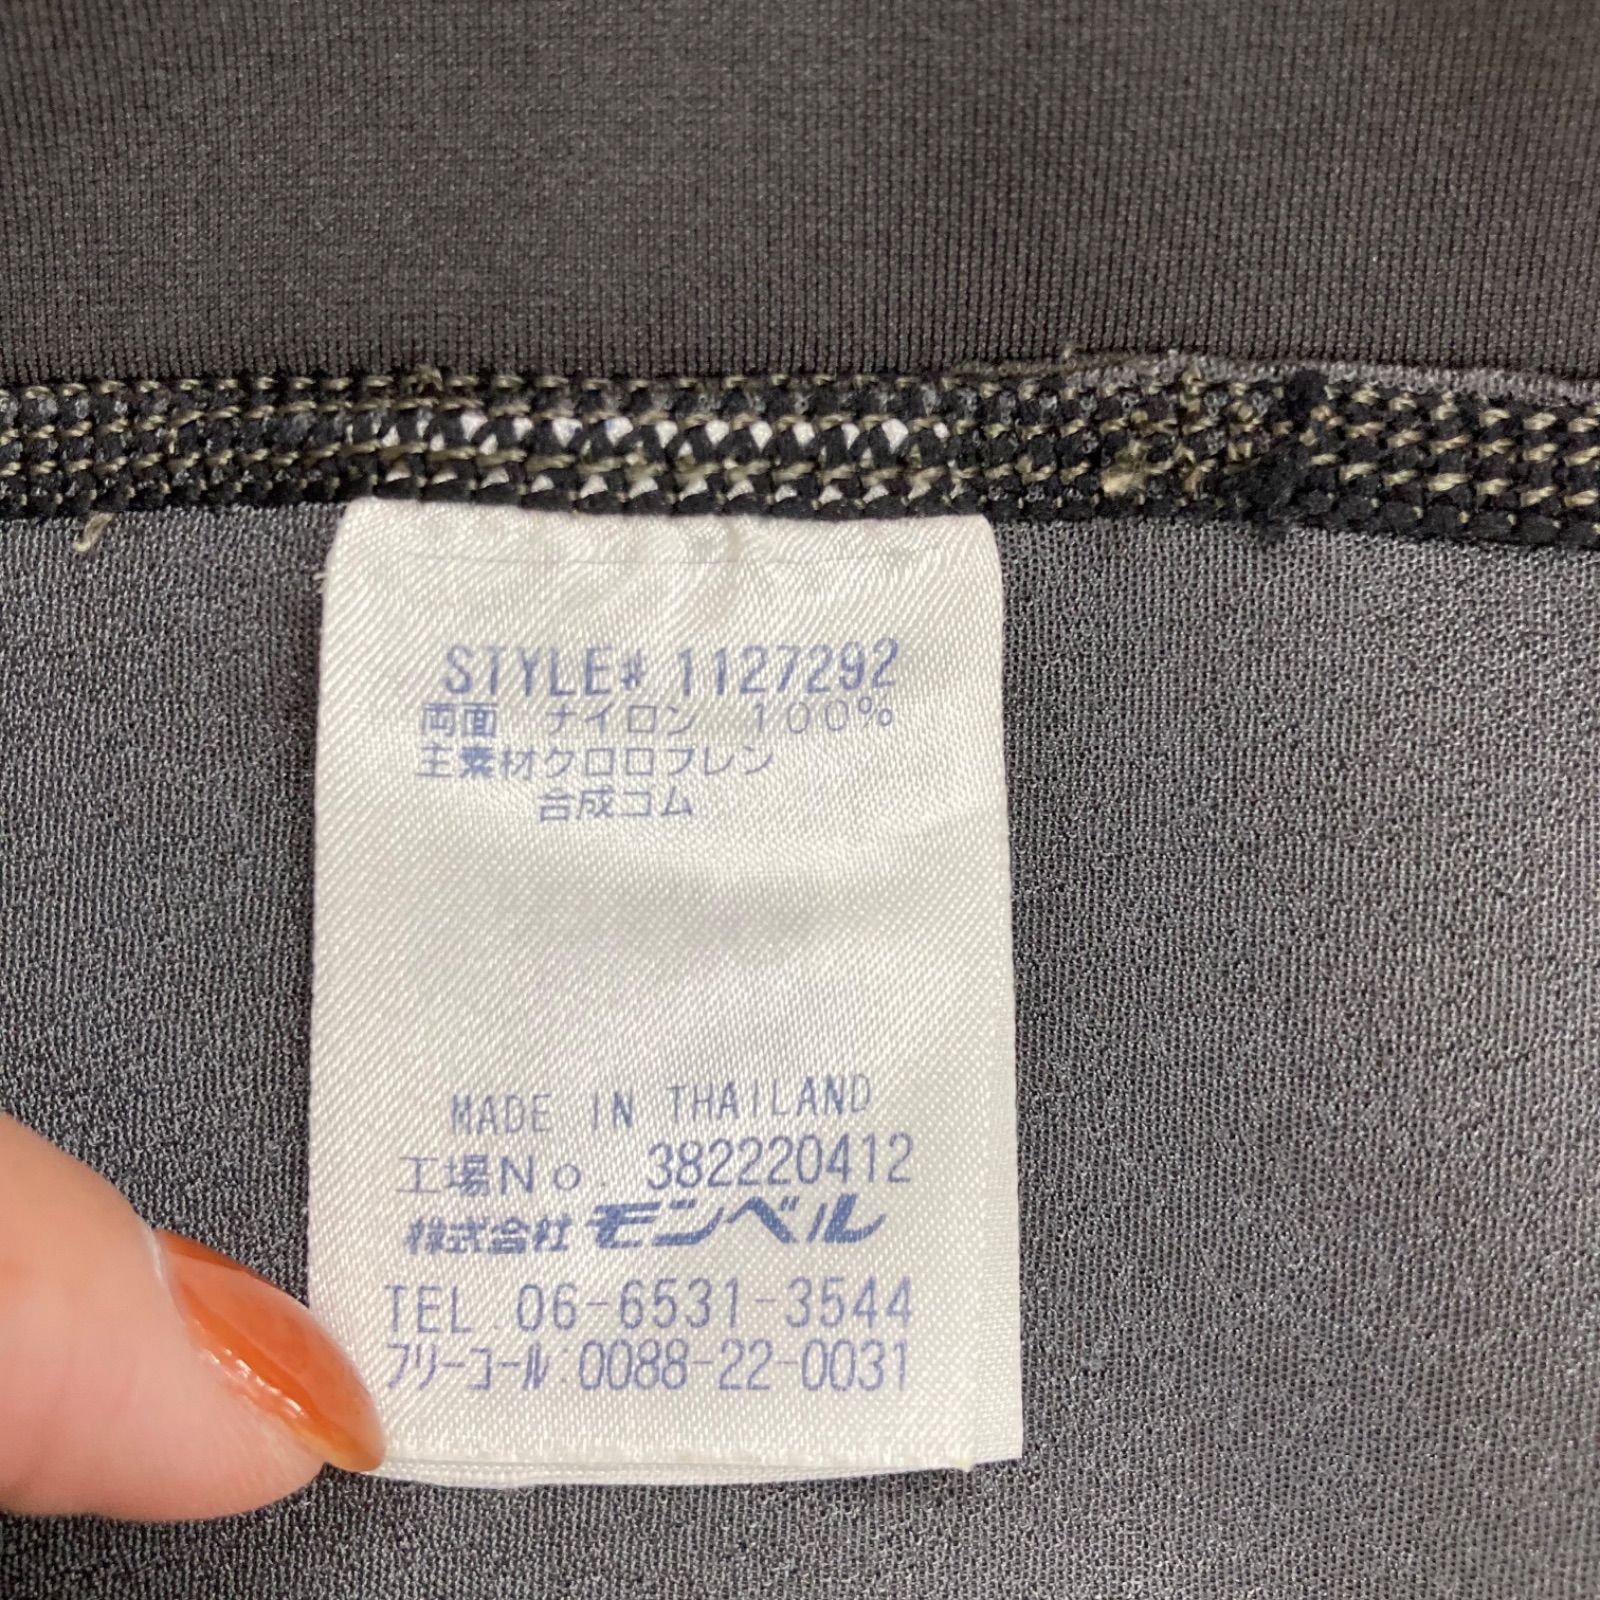 STYLE# 1127292
両面 ナイロン 100%
主素材クロロプレン
合成ゴム
MADE IN THAILAND
工場No. 382220412
株式会社 モンベル
TEL. 06-6531-3544
フリーコール:0088-22-0031